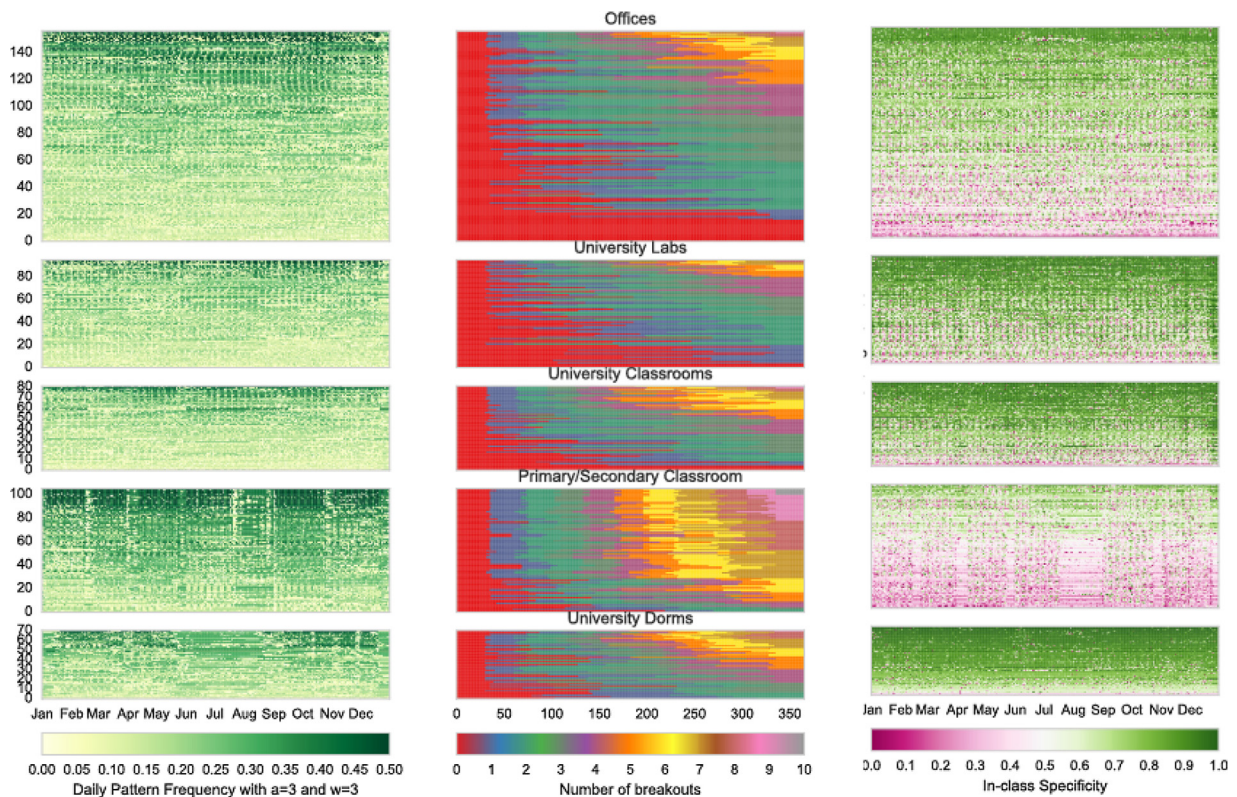 Offices
140
120
100
80
60
40
20
0
University Labs
80
60
40
20
0
University Classrooms
80
70
60
50
40
30
20
10
0
Primary/Secondary Classroom
100
80
60
40
20
0
University Dorms
70
60
50
40
30
20
10
0
Jan Feb Mar Apr May Jun Jul Aug Sep Oct Nov Dec
0 50 100 150 200 250 300 350
Jan Feb Mar Apr May Jun Jul Aug Sep Oct Nov Dec
0.00 0.05 0.10 0.15 0.20 0.25 0.30 0.35 0.40 0.45 0.50
Daily Pattern Frequency with a=3 and w=3
0 1 2 3 4 5 6 7 8 9 10
Number of breakouts
0.0 0.1 0.2 0.3 0.4 0.5 0.6 0.7 0.8 0.9 1.0
In-class Specificity